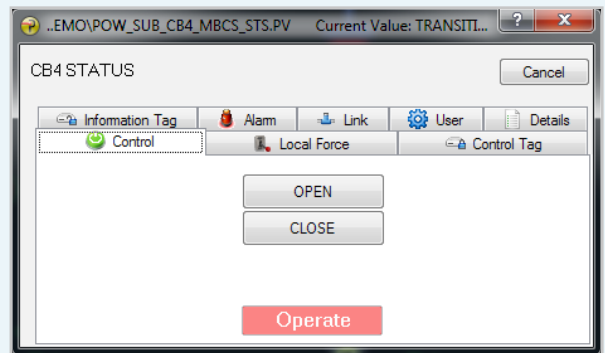 ..EMO\POW_SUB_CB4_MBCS_STS.PV Current Value: TRANSITI... ? X
CB4 STATUS
Cancel
Information Tag Alarm Link User Details
Control Local Force Control Tag
OPEN
CLOSE
Operate